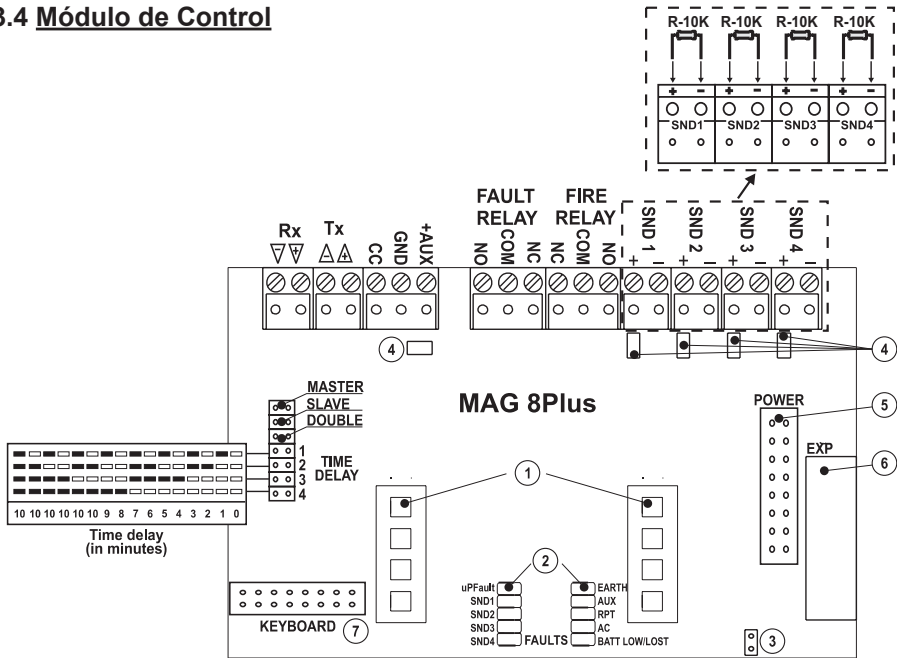 3.4 Módulo de Control
R-10K R-10K R-10K R-10K
+ - + - + - + -
SND1 SND2 SND3 SND4
FAULT RELAY
FIRE RELAY
SND 1 SND 2 SND 3 SND 4
Rx Tx
- + - +
CC GND +AUX
NO COM NC NC COM NO
+ - + - + - + -
4
4
MASTER
SLAVE
DOUBLE
MAG 8Plus
POWER
5
EXP
6
1
2
3
4
TIME DELAY
1
10 10 10 10 10 10 9 8 7 6 5 4 3 2 1 0
Time delay
(in minutes)
2
uPFault EARTH
SND1 AUX
SND2 RPT
SND3 AC
SND4 FAULTS BATT LOW/LOST
KEYBOARD 7
3